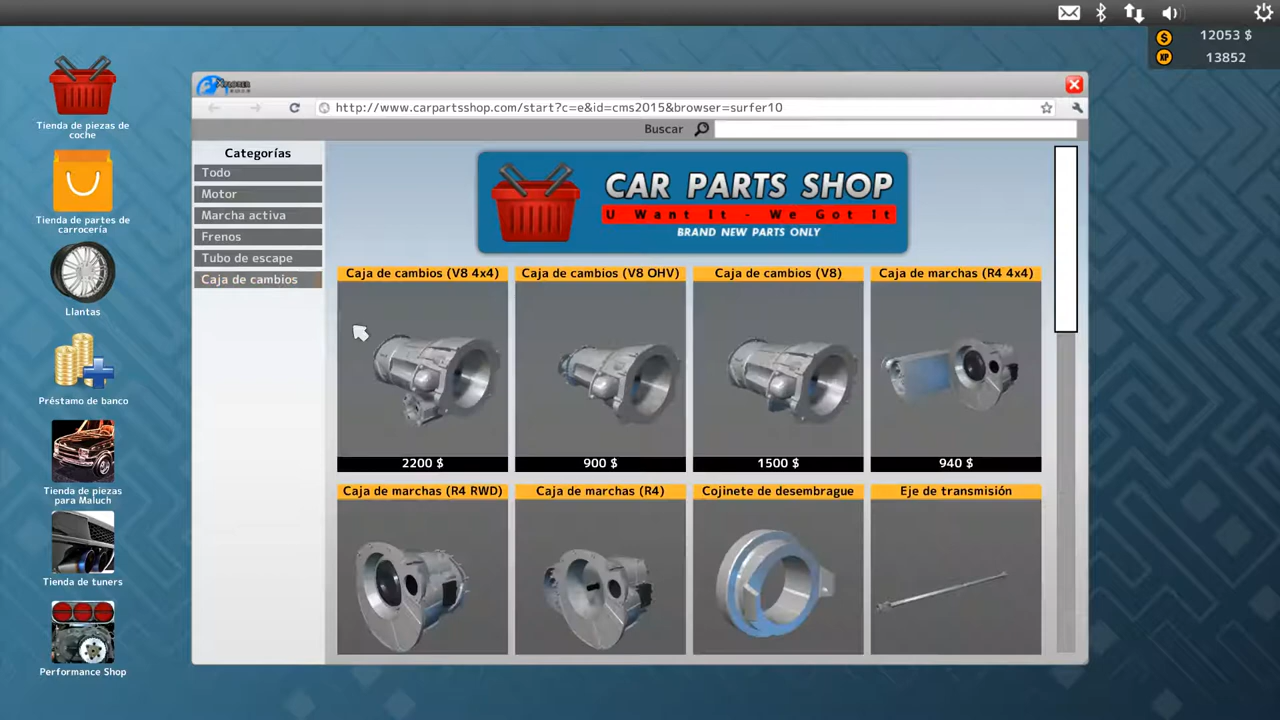 12053 $
13852
Tienda de piezas de
coche
Tienda de partes de
carrocería
Llantas
Préstamo de banco
Tienda de piezas
para Maluch
Tienda de tuners
Performance Shop
http://www.carpartsshop.com/start?c=e&id=cms2015&browser=surfer10
Buscar
Categorías
Todo
Motor
Marcha activa
Frenos
Tubo de escape
Caja de cambios
CAR PARTS SHOP
U Want It - We Got It
BRAND NEW PARTS ONLY
Caja de cambios (V8 4x4)
Caja de cambios (V8 OHV)
Caja de cambios (V8)
Caja de marchas (R4 4x4)
2200 $
900 $
1500 $
940 $
Caja de marchas (R4 RWD)
Caja de marchas (R4)
Cojinete de desembrague
Eje de transmisión